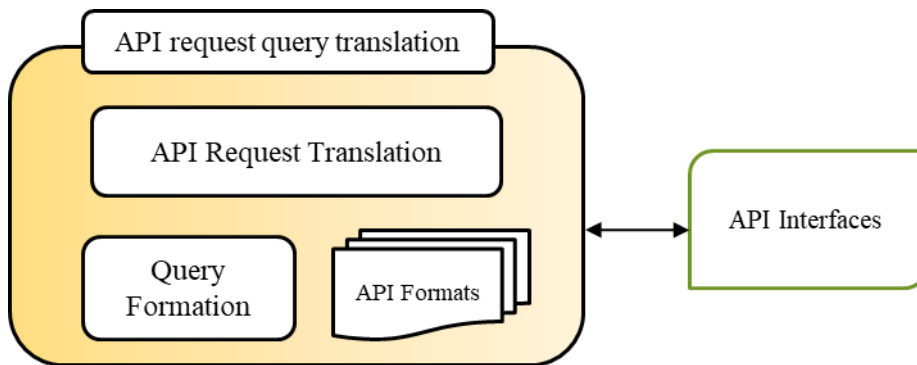 API request query translation
API Request Translation
Query
Formation
API Formats
API Interfaces